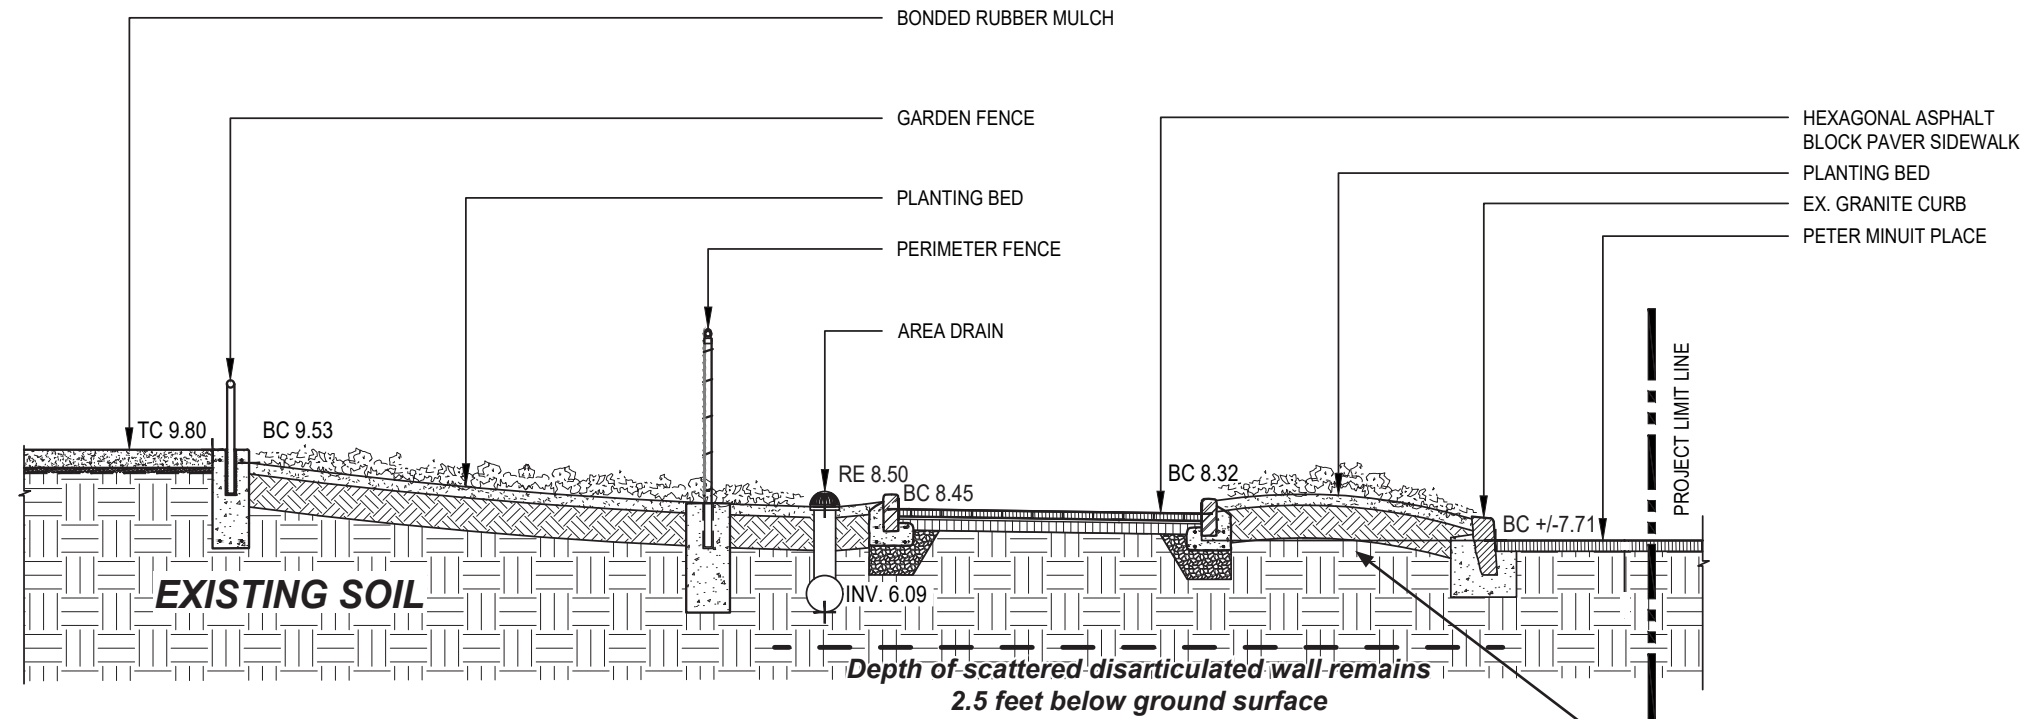 BONDED RUBBER MULCH
GARDEN FENCE
PLANTING BED
PERIMETER FENCE
AREA DRAIN
HEXAGONAL ASPHALT
BLOCK PAVER SIDEWALK
PLANTING BED
EX. GRANITE CURB
PETER MINUIT PLACE
PROJECT LIMIT LINE
TC 9.80
BC 9.53
RE 8.50
BC 8.45
BC 8.32
BC +/-7.71
EXISTING SOIL
INV. 6.09
Depth of scattered disarticulated wall remains
2.5 feet below ground surface